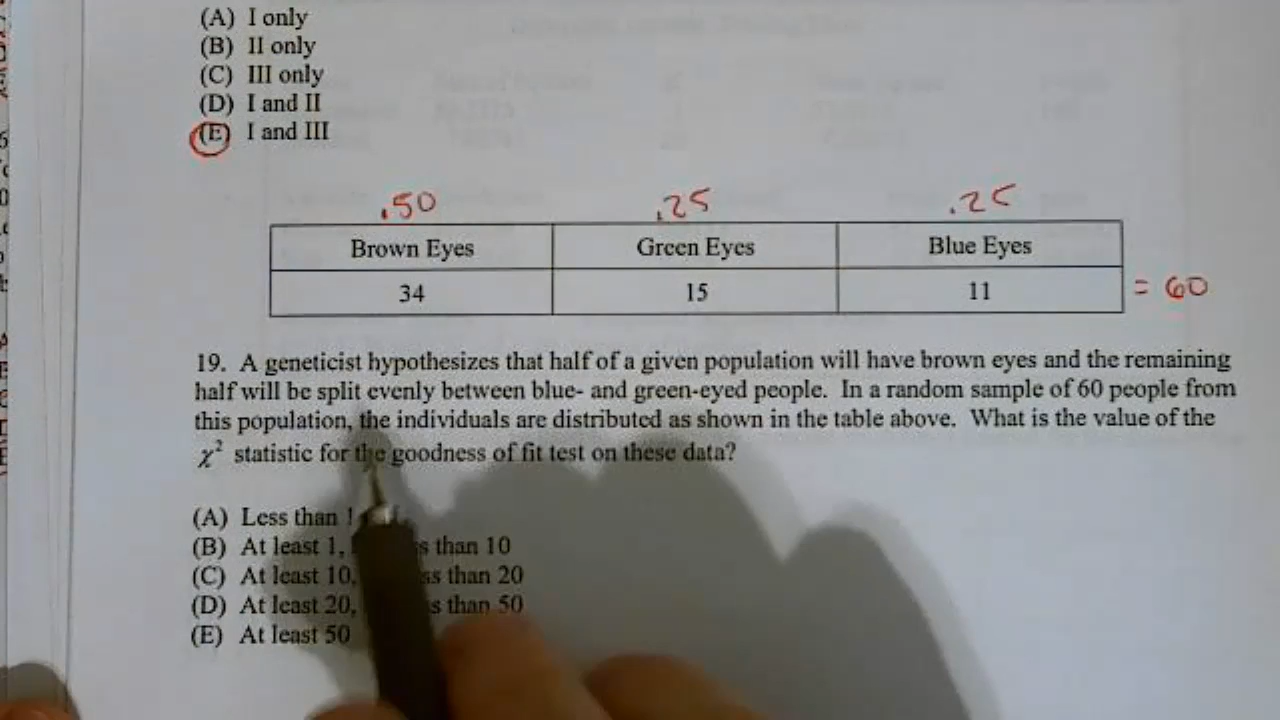 (A) I only
(B) II only
(C) III only
(D) I and II
(E) I and III
.50 .25 .25
Brown Eyes Green Eyes Blue Eyes
34 15 11 = 60
19. A geneticist hypothesizes that half of a given population will have brown eyes and the remaining
half will be split evenly between blue- and green-eyed people. In a random sample of 60 people from
this population, the individuals are distributed as shown in the table above. What is the value of the
χ² statistic for the goodness of fit test on these data?
(A) Less than 1
(B) At least 1, than 10
(C) At least 10, than 20
(D) At least 20, than 50
(E) At least 50